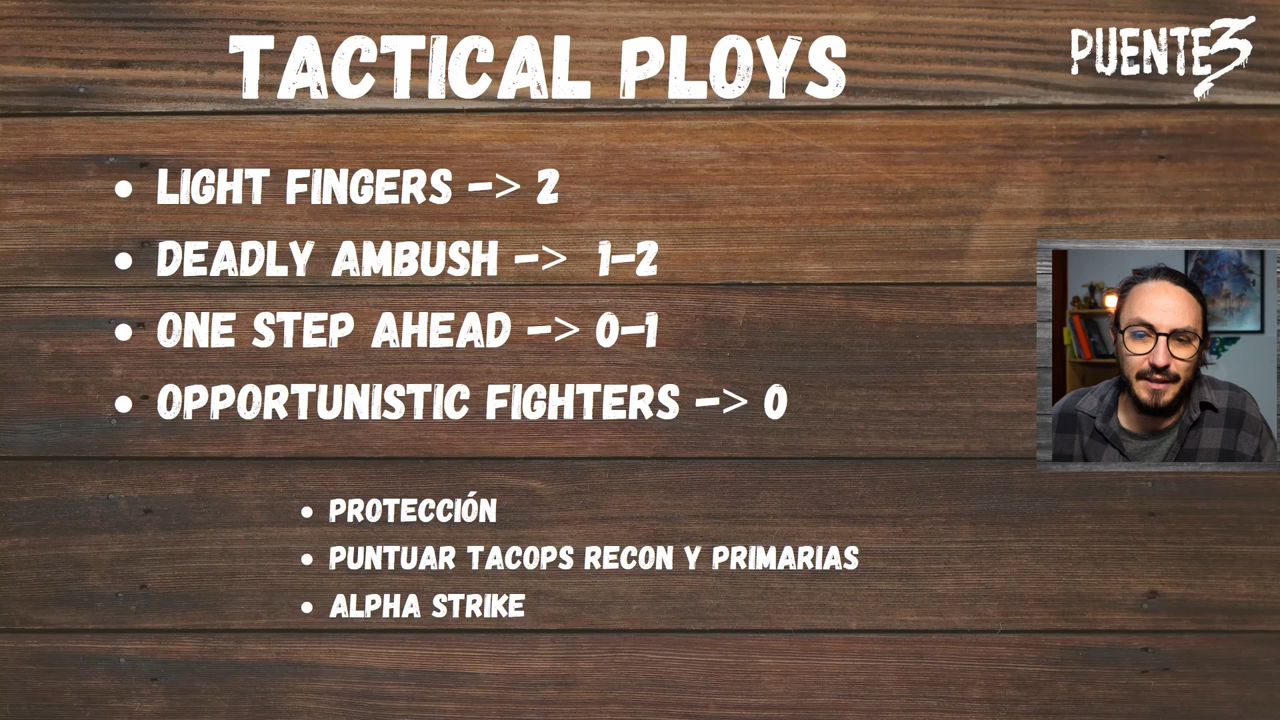 TACTICAL PLOYS
PUENTE3
• LIGHT FINGERS –> 2
• DEADLY AMBUSH –> 1–2
• ONE STEP AHEAD –> 0–1
• OPPORTUNISTIC FIGHTERS –> 0
• PROTECCIÓN
• PUNTUAR TACOPS RECON Y PRIMARIAS
• ALPHA STRIKE